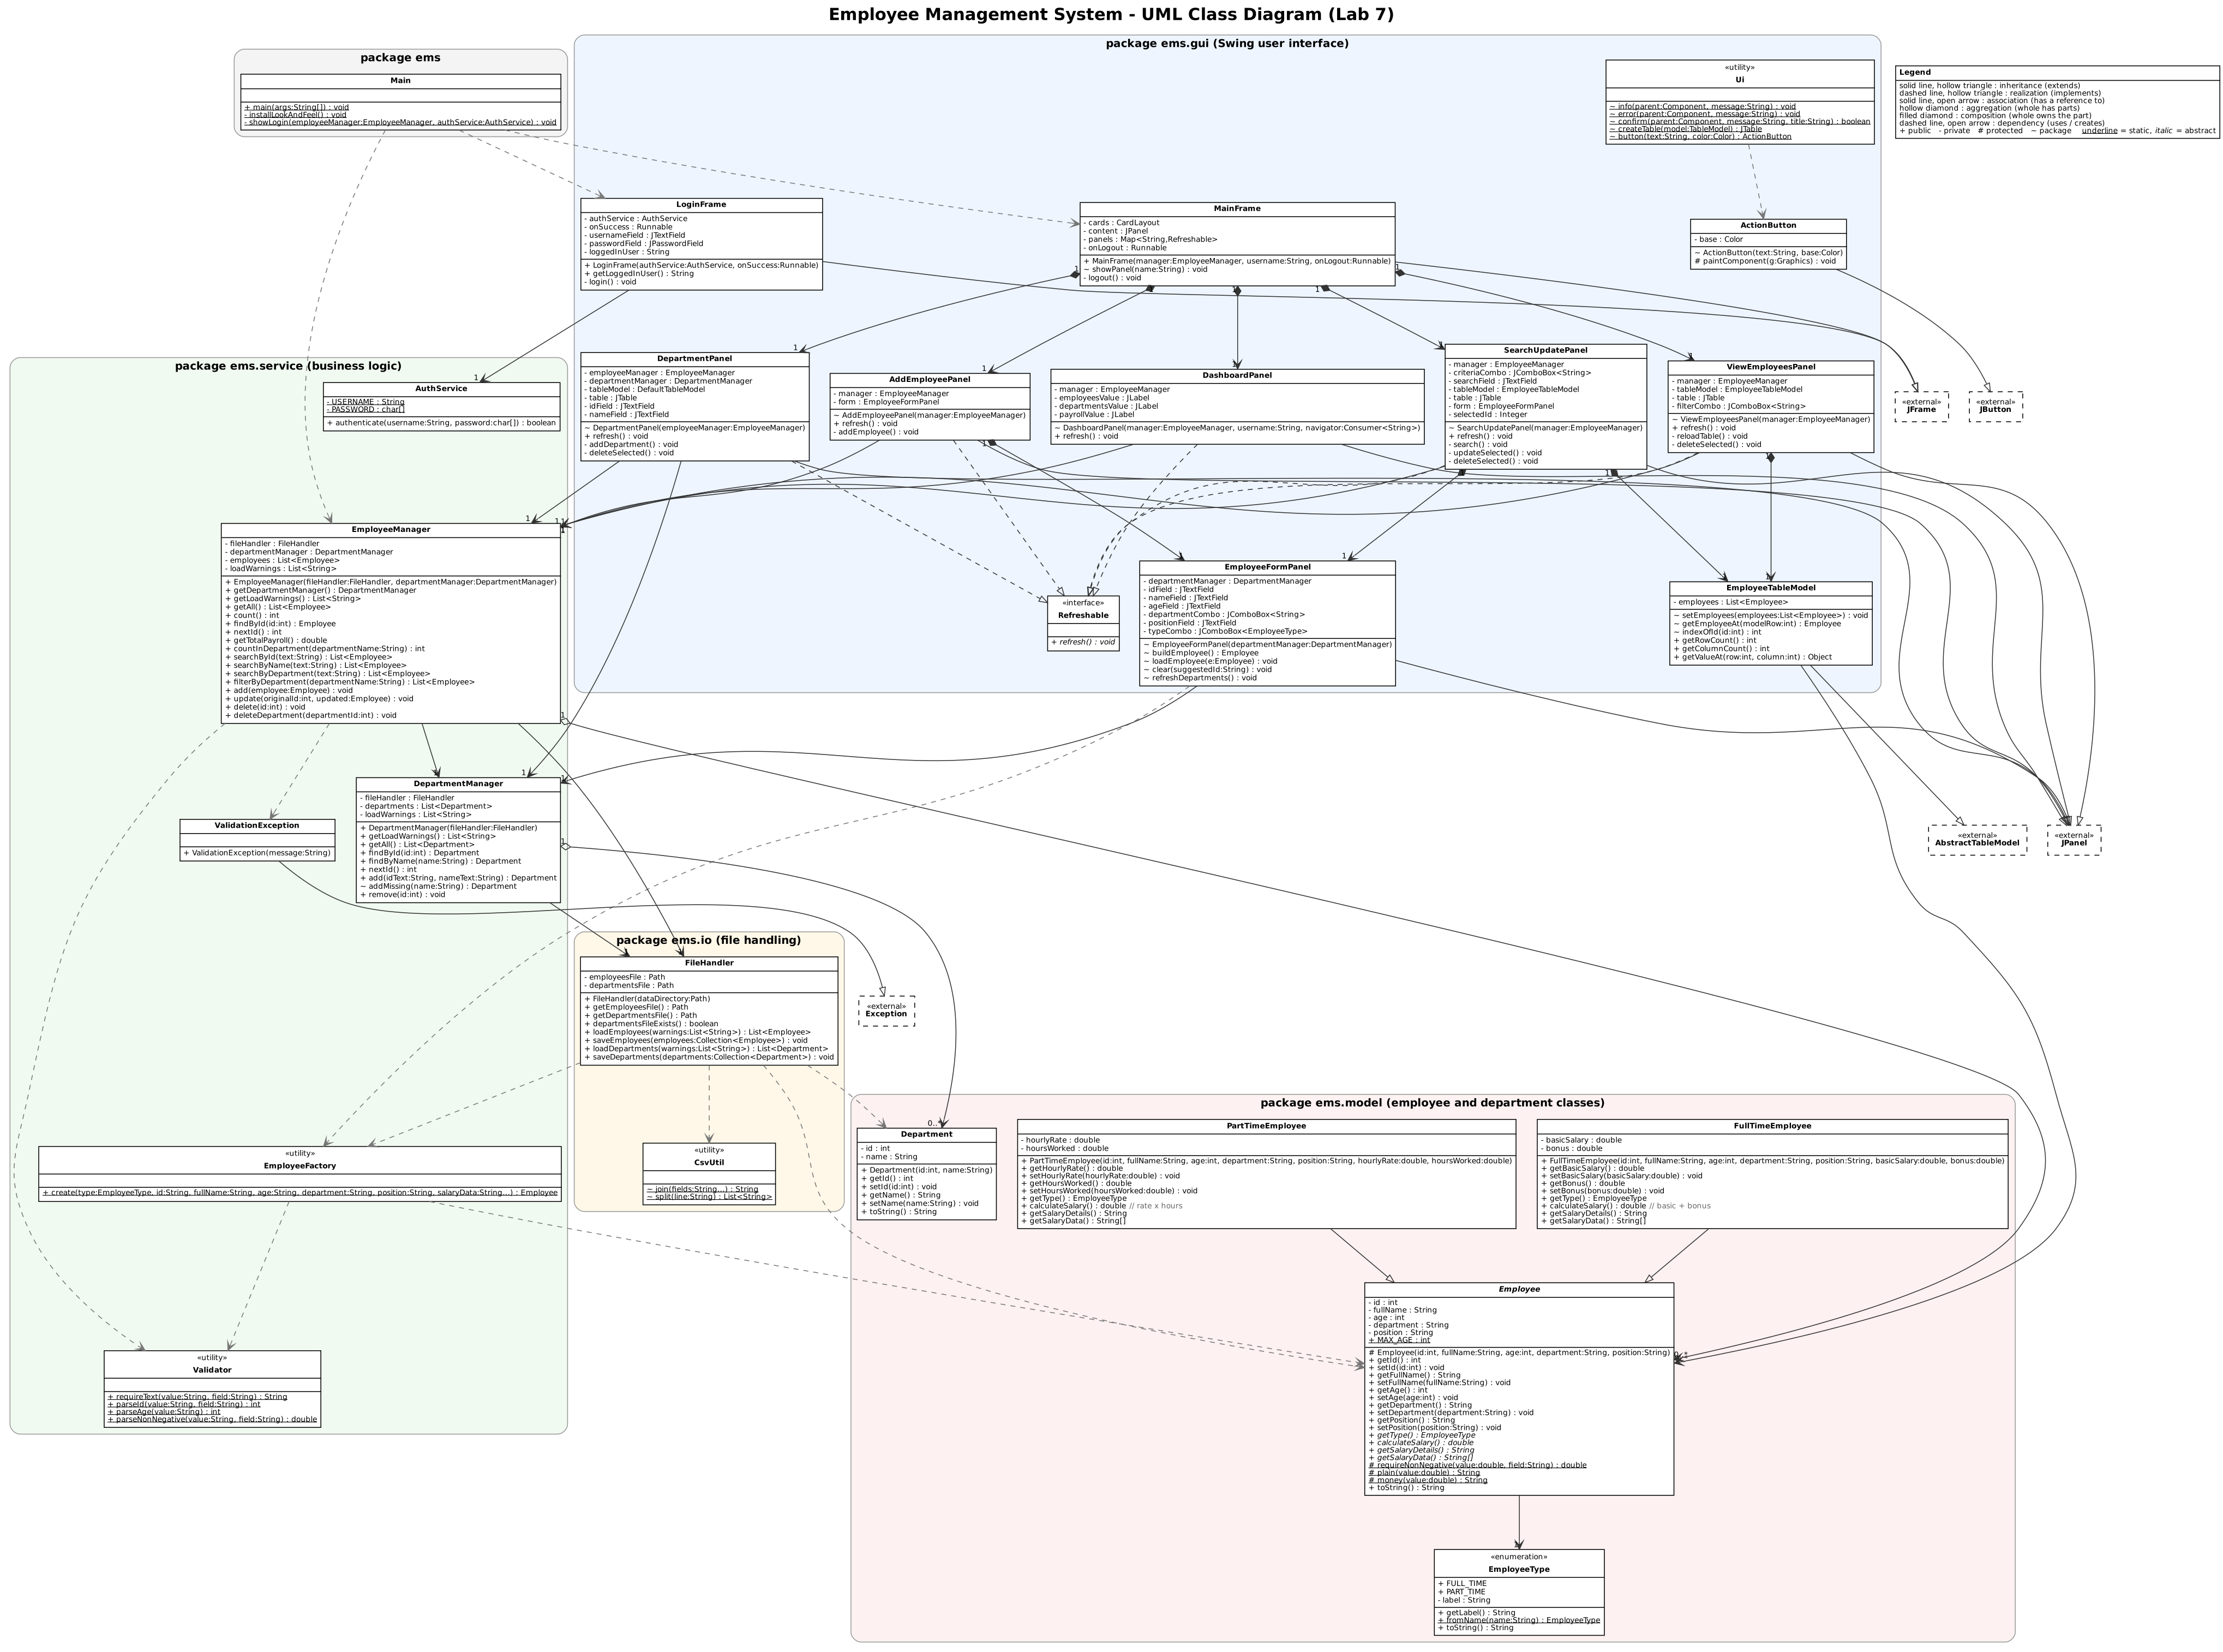 Employee Management System - UML Class Diagram (Lab 7)
package ems
Main
+ main(args:String[]) : void
- installLookAndFeel() : void
- showLogin(employeeManager:EmployeeManager, authService:AuthService) : void
package ems.gui (Swing user interface)
«utility»
Ui
~ info(parent:Component, message:String) : void
~ error(parent:Component, message:String) : void
~ confirm(parent:Component, message:String, title:String) : boolean
~ createTable(model:TableModel) : JTable
~ button(text:String, color:Color) : ActionButton
Legend
solid line, hollow triangle : inheritance (extends)
dashed line, hollow triangle : realization (implements)
solid line, open arrow : association (has a reference to)
hollow diamond : aggregation (whole has parts)
filled diamond : composition (whole owns the part)
dashed line, open arrow : dependency (uses / creates)
+ public - private # protected ~ package underline = static, italic = abstract
LoginFrame
- authService : AuthService
- onSuccess : Runnable
- usernameField : JTextField
- passwordField : JPasswordField
- loggedInUser : String
+ LoginFrame(authService:AuthService, onSuccess:Runnable)
+ getLoggedInUser() : String
- login() : void
MainFrame
- cards : CardLayout
- content : JPanel
- panels : Map<String,Refreshable>
- onLogout : Runnable
+ MainFrame(manager:EmployeeManager, username:String, onLogout:Runnable)
~ showPanel(name:String) : void
- logout() : void
ActionButton
- base : Color
~ ActionButton(text:String, base:Color)
# paintComponent(g:Graphics) : void
package ems.service (business logic)
AuthService
- USERNAME : String
- PASSWORD : char[]
+ authenticate(username:String, password:char[]) : boolean
DepartmentPanel
- employeeManager : EmployeeManager
- departmentManager : DepartmentManager
- tableModel : DefaultTableModel
- table : JTable
- idField : JTextField
- nameField : JTextField
~ DepartmentPanel(employeeManager:EmployeeManager)
+ refresh() : void
- addDepartment() : void
- deleteSelected() : void
AddEmployeePanel
- manager : EmployeeManager
- form : EmployeeFormPanel
~ AddEmployeePanel(manager:EmployeeManager)
+ refresh() : void
- addEmployee() : void
DashboardPanel
- manager : EmployeeManager
- employeesValue : JLabel
- departmentsValue : JLabel
- payrollValue : JLabel
~ DashboardPanel(manager:EmployeeManager, username:String, navigator:Consumer<String>)
+ refresh() : void
SearchUpdatePanel
- manager : EmployeeManager
- criteriaCombo : JComboBox<String>
- searchField : JTextField
- tableModel : EmployeeTableModel
- table : JTable
- form : EmployeeFormPanel
- selectedId : Integer
~ SearchUpdatePanel(manager:EmployeeManager)
+ refresh() : void
- search() : void
- updateSelected() : void
- deleteSelected() : void
ViewEmployeesPanel
- manager : EmployeeManager
- tableModel : EmployeeTableModel
- table : JTable
- filterCombo : JComboBox<String>
~ ViewEmployeesPanel(manager:EmployeeManager)
+ refresh() : void
- reloadTable() : void
- deleteSelected() : void
«external»
JFrame
«external»
JButton
EmployeeManager
- fileHandler : FileHandler
- departmentManager : DepartmentManager
- employees : List<Employee>
- loadWarnings : List<String>
+ EmployeeManager(fileHandler:FileHandler, departmentManager:DepartmentManager)
+ getDepartmentManager() : DepartmentManager
+ getLoadWarnings() : List<String>
+ getAll() : List<Employee>
+ count() : int
+ findById(id:int) : Employee
+ nextId() : int
+ getTotalPayroll() : double
+ countInDepartment(departmentName:String) : int
+ searchById(text:String) : List<Employee>
+ searchByName(text:String) : List<Employee>
+ searchByDepartment(text:String) : List<Employee>
+ filterByDepartment(departmentName:String) : List<Employee>
+ add(employee:Employee) : void
+ update(originalId:int, updated:Employee) : void
+ delete(id:int) : void
+ deleteDepartment(departmentId:int) : void
«interface»
Refreshable
+ refresh() : void
EmployeeFormPanel
- departmentManager : DepartmentManager
- idField : JTextField
- nameField : JTextField
- ageField : JTextField
- departmentCombo : JComboBox<String>
- positionField : JTextField
- typeCombo : JComboBox<EmployeeType>
~ EmployeeFormPanel(departmentManager:DepartmentManager)
~ buildEmployee() : Employee
~ loadEmployee(e:Employee) : void
~ clear(suggestedId:String) : void
~ refreshDepartments() : void
EmployeeTableModel
- employees : List<Employee>
~ setEmployees(employees:List<Employee>) : void
~ getEmployeeAt(modelRow:int) : Employee
~ indexOfId(id:int) : int
+ getRowCount() : int
+ getColumnCount() : int
+ getValueAt(row:int, column:int) : Object
ValidationException
+ ValidationException(message:String)
DepartmentManager
- fileHandler : FileHandler
- departments : List<Department>
- loadWarnings : List<String>
+ DepartmentManager(fileHandler:FileHandler)
+ getLoadWarnings() : List<String>
+ getAll() : List<Department>
+ findById(id:int) : Department
+ findByName(name:String) : Department
+ nextId() : int
+ add(idText:String, nameText:String) : Department
~ addMissing(name:String) : Department
+ remove(id:int) : void
«external»
AbstractTableModel
«external»
JPanel
package ems.io (file handling)
FileHandler
- employeesFile : Path
- departmentsFile : Path
+ FileHandler(dataDirectory:Path)
+ getEmployeesFile() : Path
+ getDepartmentsFile() : Path
+ departmentsFileExists() : boolean
+ loadEmployees(warnings:List<String>) : List<Employee>
+ saveEmployees(employees:Collection<Employee>) : void
+ loadDepartments(warnings:List<String>) : List<Department>
+ saveDepartments(departments:Collection<Department>) : void
«external»
Exception
«utility»
EmployeeFactory
+ create(type:EmployeeType, id:String, fullName:String, age:String, department:String, position:String, salaryData:String...) : Employee
«utility»
CsvUtil
~ join(fields:String...) : String
~ split(line:String) : List<String>
package ems.model (employee and department classes)
Department
- id : int
- name : String
+ Department(id:int, name:String)
+ getId() : int
+ setId(id:int) : void
+ getName() : String
+ setName(name:String) : void
+ toString() : String
PartTimeEmployee
- hourlyRate : double
- hoursWorked : double
+ PartTimeEmployee(id:int, fullName:String, age:int, department:String, position:String, hourlyRate:double, hoursWorked:double)
+ getHourlyRate() : double
+ setHourlyRate(hourlyRate:double) : void
+ getHoursWorked() : double
+ setHoursWorked(hoursWorked:double) : void
+ getType() : EmployeeType
+ calculateSalary() : double // rate x hours
+ getSalaryDetails() : String
+ getSalaryData() : String[]
FullTimeEmployee
- basicSalary : double
- bonus : double
+ FullTimeEmployee(id:int, fullName:String, age:int, department:String, position:String, basicSalary:double, bonus:double)
+ getBasicSalary() : double
+ setBasicSalary(basicSalary:double) : void
+ getBonus() : double
+ setBonus(bonus:double) : void
+ getType() : EmployeeType
+ calculateSalary() : double // basic + bonus
+ getSalaryDetails() : String
+ getSalaryData() : String[]
«utility»
Validator
+ requireText(value:String, field:String) : String
+ parseId(value:String, field:String) : int
+ parseAge(value:String) : int
+ parseNonNegative(value:String, field:String) : double
Employee
- id : int
- fullName : String
- age : int
- department : String
- position : String
+ MAX_AGE : int
# Employee(id:int, fullName:String, age:int, department:String, position:String)
+ getId() : int
+ setId(id:int) : void
+ getFullName() : String
+ setFullName(fullName:String) : void
+ getAge() : int
+ setAge(age:int) : void
+ getDepartment() : String
+ setDepartment(department:String) : void
+ getPosition() : String
+ setPosition(position:String) : void
+ getType() : EmployeeType
+ calculateSalary() : double
+ getSalaryDetails() : String
+ getSalaryData() : String[]
# requireNonNegative(value:double, field:String) : double
# plain(value:double) : String
# money(value:double) : String
+ toString() : String
«enumeration»
EmployeeType
+ FULL_TIME
+ PART_TIME
- label : String
+ getLabel() : String
+ fromName(name:String) : EmployeeType
+ toString() : String